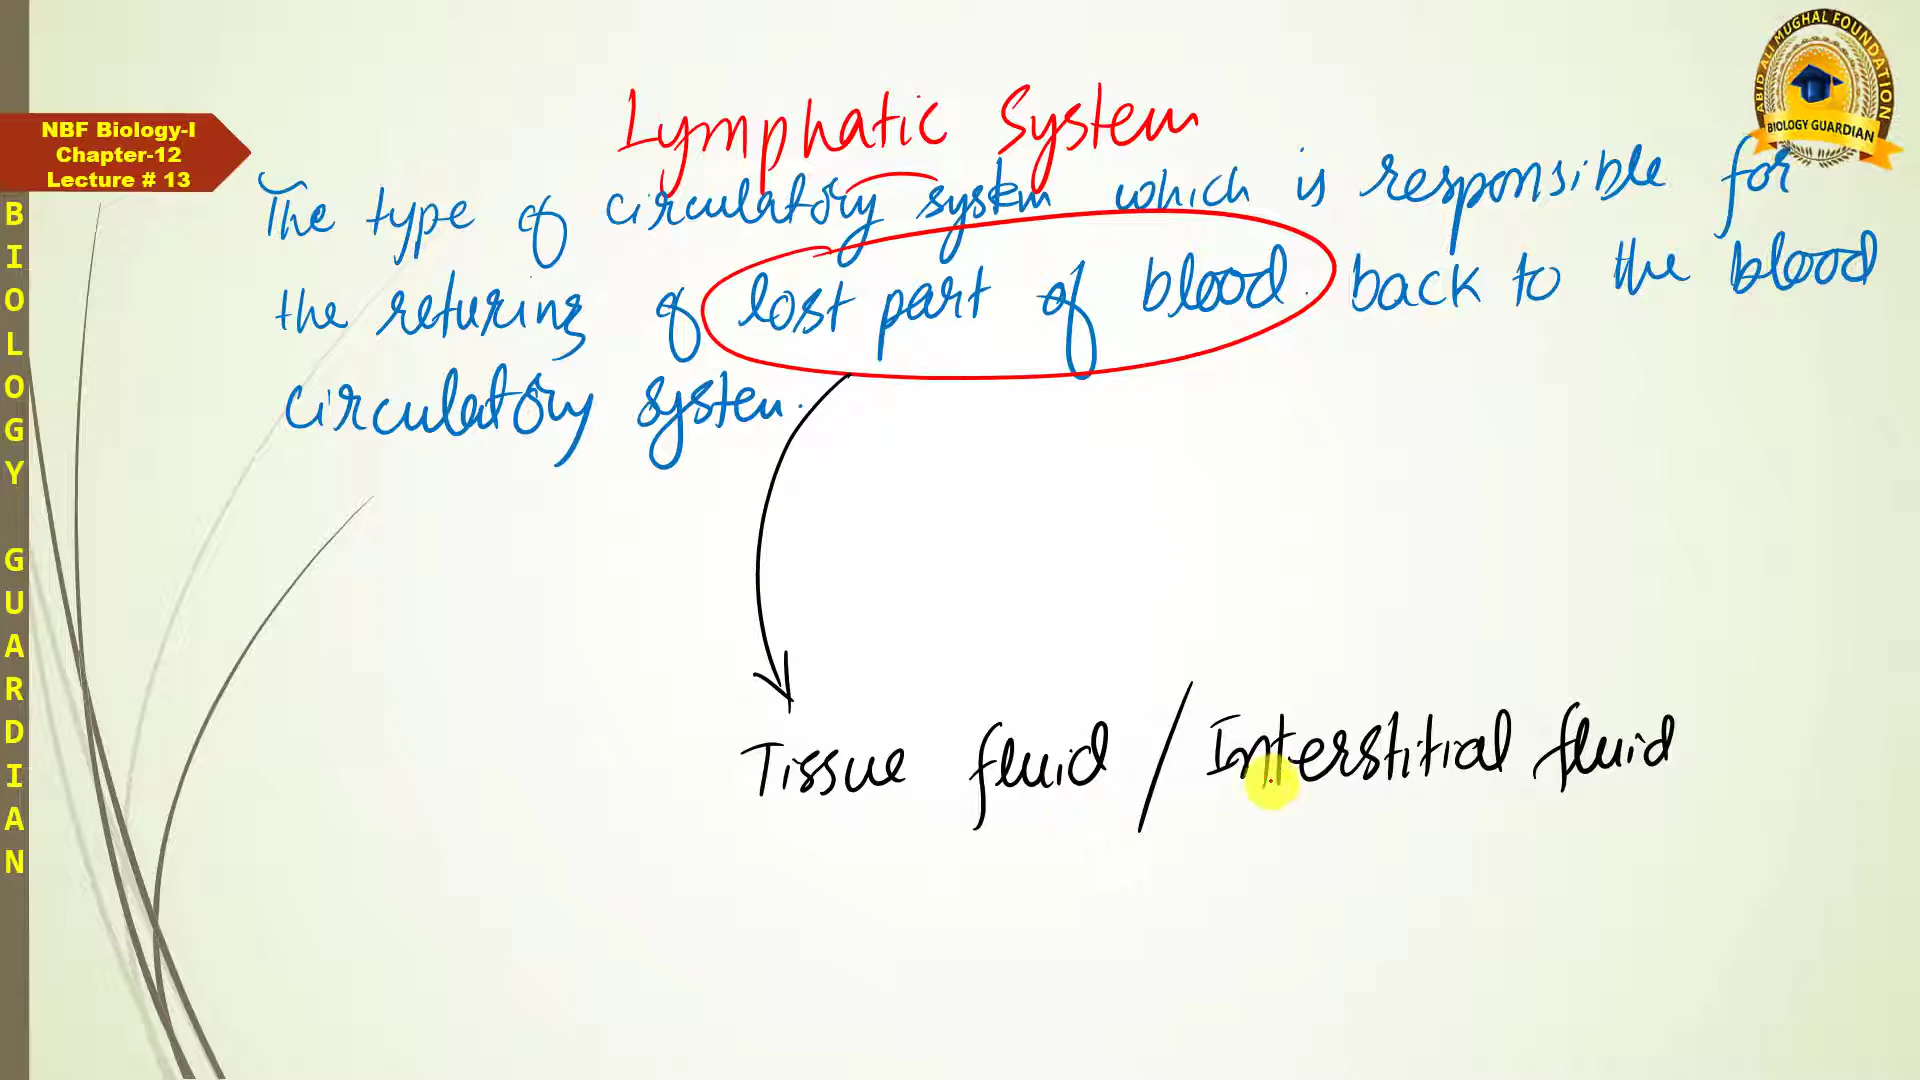 ABID ALI MUGHAL FOUNDATION
BIOLOGY GUARDIAN
NBF Biology-I
Chapter-12
Lecture # 13
Lymphatic System
The type of circulatory system which is responsible for
the returing of lost part of blood back to the blood
circulatory system.
Tissue fluid / Interstitial fluid
BIOLOGY GUARDIAN